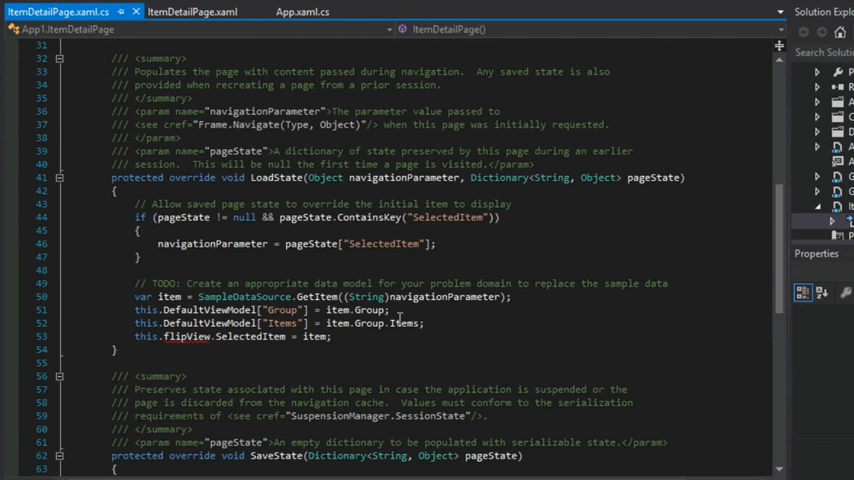 ItemDetailPage.xaml.cs
ItemDetailPage.xaml
App.xaml.cs
Solution Explo
App1.ItemDetailPage
ItemDetailPage()
Search Solution
31
32 /// <summary>
33 /// Populates the page with content passed during navigation.  Any saved state is also
34 /// provided when recreating a page from a prior session.
35 /// </summary>
36 /// <param name="navigationParameter">The parameter value passed to
37 /// <see cref="Frame.Navigate(Type, Object)"/> when this page was initially requested.
38 /// </param>
39 /// <param name="pageState">A dictionary of state preserved by this page during an earlier
40 /// session.  This will be null the first time a page is visited.</param>
41 protected override void LoadState(Object navigationParameter, Dictionary<String, Object> pageState)
42 {
43 // Allow saved page state to override the initial item to display
44 if (pageState != null && pageState.ContainsKey("SelectedItem"))
45 {
46 navigationParameter = pageState["SelectedItem"];
47 }
48
49 // TODO: Create an appropriate data model for your problem domain to replace the sample data
50 var item = SampleDataSource.GetItem((String)navigationParameter);
51 this.DefaultViewModel["Group"] = item.Group;
52 this.DefaultViewModel["Items"] = item.Group.Items;
53 this.flipView.SelectedItem = item;
54 }
55
56 /// <summary>
57 /// Preserves state associated with this page in case the application is suspended or the
58 /// page is discarded from the navigation cache.  Values must conform to the serialization
59 /// requirements of <see cref="SuspensionManager.SessionState"/>.
60 /// </summary>
61 /// <param name="pageState">An empty dictionary to be populated with serializable state.</param>
62 protected override void SaveState(Dictionary<String, Object> pageState)
63 {
Properties